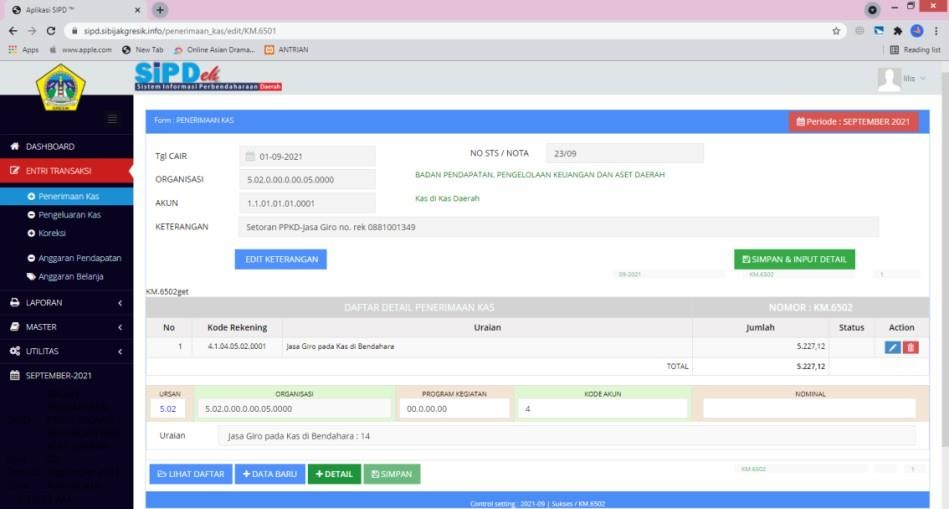 Aplikasi SIPD ™
sipd.sibijakgresik.info/penerimaan_kas/edit/KM.6501
Apps www.apple.com New Tab Online Asian Drama... ANTRIAN Reading list
GRESIK
SiPDek
Sistem Informasi Perbendaharaan Daerah
lilis
DASHBOARD
ENTRI TRANSAKSI
Penerimaan Kas
Pengeluaran Kas
Koreksi
Anggaran Pendapatan
Anggaran Belanja
LAPORAN
MASTER
UTILITAS
SEPTEMBER-2021
Form : PENERIMAAN KAS
Periode : SEPTEMBER 2021
Tgl CAIR 01-09-2021 NO STS / NOTA 23/09
ORGANISASI 5.02.0.00.0.00.05.0000 BADAN PENDAPATAN, PENGELOLAAN KEUANGAN DAN ASET DAERAH
AKUN 1.1.01.01.01.0001 Kas di Kas Daerah
KETERANGAN Setoran PPKD-Jasa Giro no. rek 0881001349
EDIT KETERANGAN SIMPAN & INPUT DETAIL
09-2021 KM.6502 1
KM.6502get
DAFTAR DETAIL PENERIMAAN KAS NOMOR : KM.6502
No Kode Rekening Uraian Jumlah Status Action
1 4.1.04.05.02.0001 Jasa Giro pada Kas di Bendahara 5.227,12
TOTAL 5.227,12
URSAN ORGANISASI PROGRAM KEGIATAN KODE AKUN NOMINAL
5.02 5.02.0.00.0.00.05.0000 00.0.00.00 4
Uraian Jasa Giro pada Kas di Bendahara : 14
LIHAT DAFTAR + DATA BARU + DETAIL SIMPAN
KM.6502 1
Control setting : 2021-09 | Sukses / KM.6502